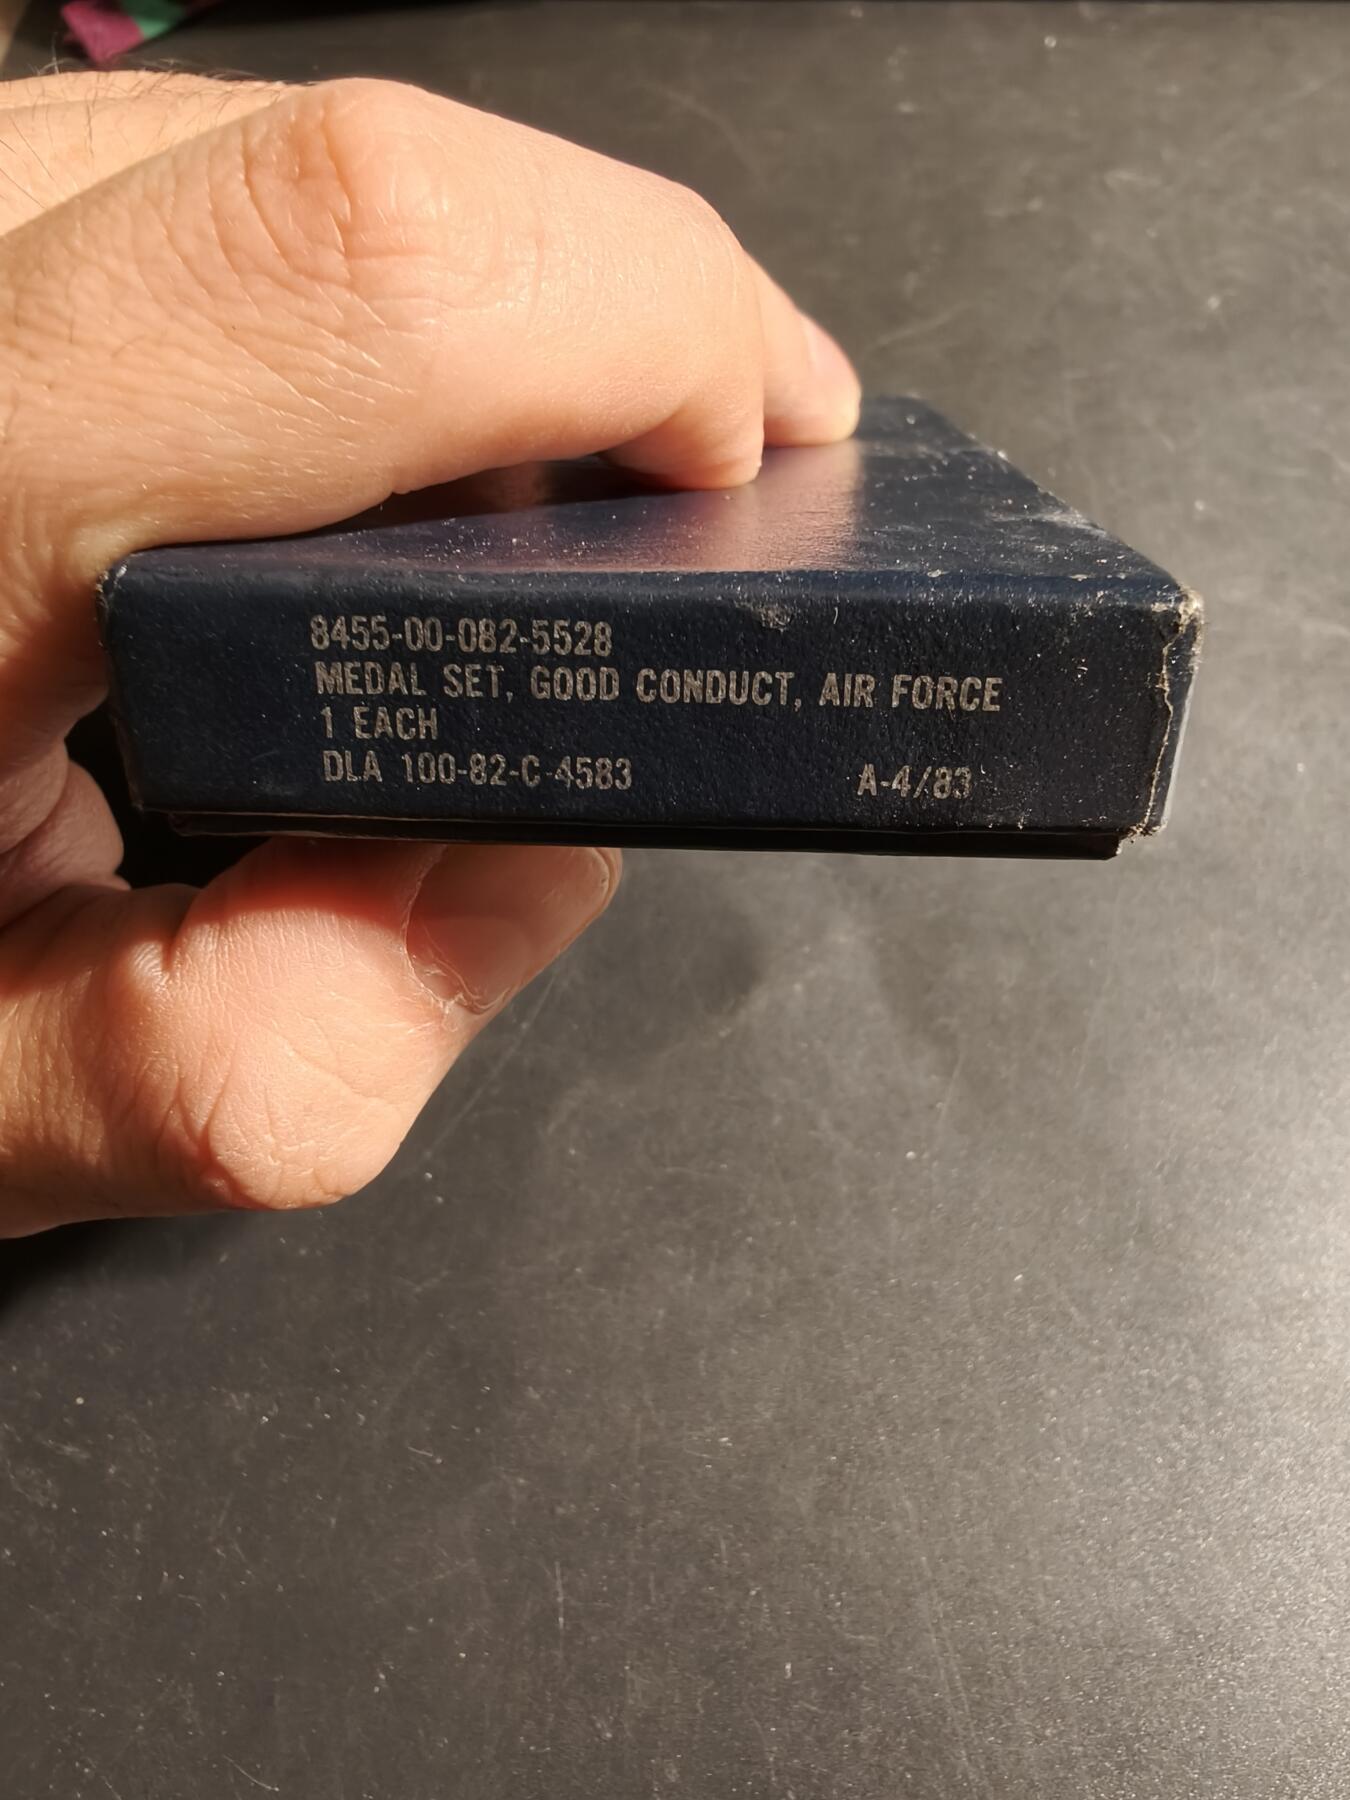 8455-00-082-5528
MEDAL SET, GOOD CONDUCT, AIR FORCE
1 EACH
DLA 100-82-C-4583 A-4/83